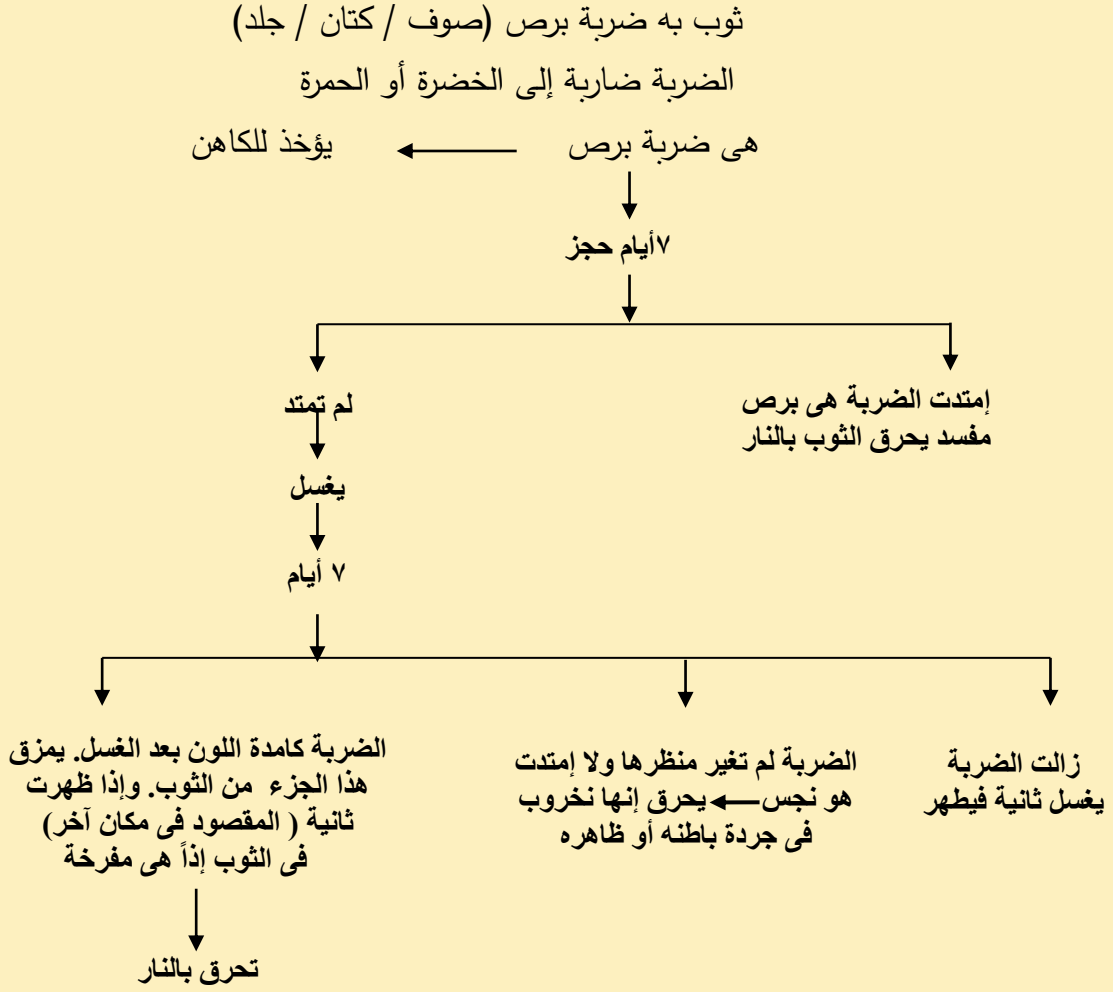 ثوب به ضربة برص (صوف / كتان / جلد)
الضربة ضاربة إلى الخضرة أو الحمرة
هى ضربة برص
يؤخذ للكاهن
٧أيام حجز
إمتدت الضربة هى برص
مفسد يحرق الثوب بالنار
لم تمتد
يغسل
٧ أيام
زالت الضربة
يغسل ثانية فيطهر
الضربة لم تغير منظرها ولا إمتدت
هو نجس يحرق إنها نخروب
فى جردة باطنه أو ظاهره
الضربة كامدة اللون بعد الغسل. يمزق
هذا الجزء من الثوب. وإذا ظهرت
ثانية ( المقصود فى مكان آخر)
فى الثوب إذاً هى مفرخة
تحرق بالنار